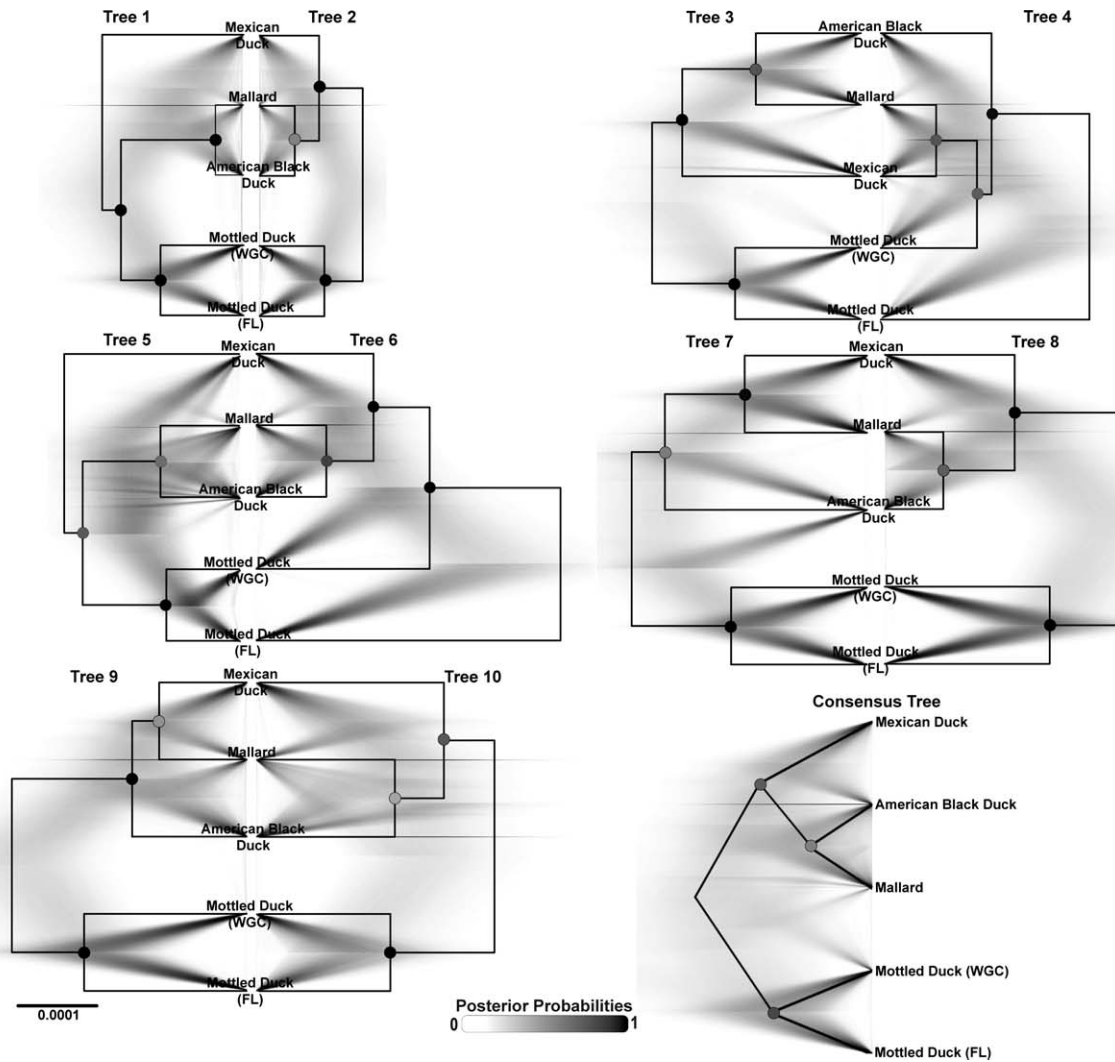 Tree 1
Tree 2
Mexican
Duck
Mallard
American Black
Duck
Mottled Duck
(WGC)
Mottled Duck
(FL)
Tree 3
Tree 4
American Black
Duck
Mallard
Mexican
Duck
Mottled Duck
(WGC)
Mottled Duck
(FL)
Tree 5
Tree 6
Mexican
Duck
Mallard
American Black
Duck
Mottled Duck
(WGC)
Mottled Duck
(FL)
Tree 7
Tree 8
Mexican
Duck
Mallard
American Black
Duck
Mottled Duck
(WGC)
Mottled Duck
(FL)
Tree 9
Tree 10
Mexican
Duck
Mallard
American Black
Duck
Mottled Duck
(WGC)
Mottled Duck
(FL)
0.0001
Posterior Probabilities
0 1
Consensus Tree
Mexican Duck
American Black Duck
Mallard
Mottled Duck (WGC)
Mottled Duck (FL)